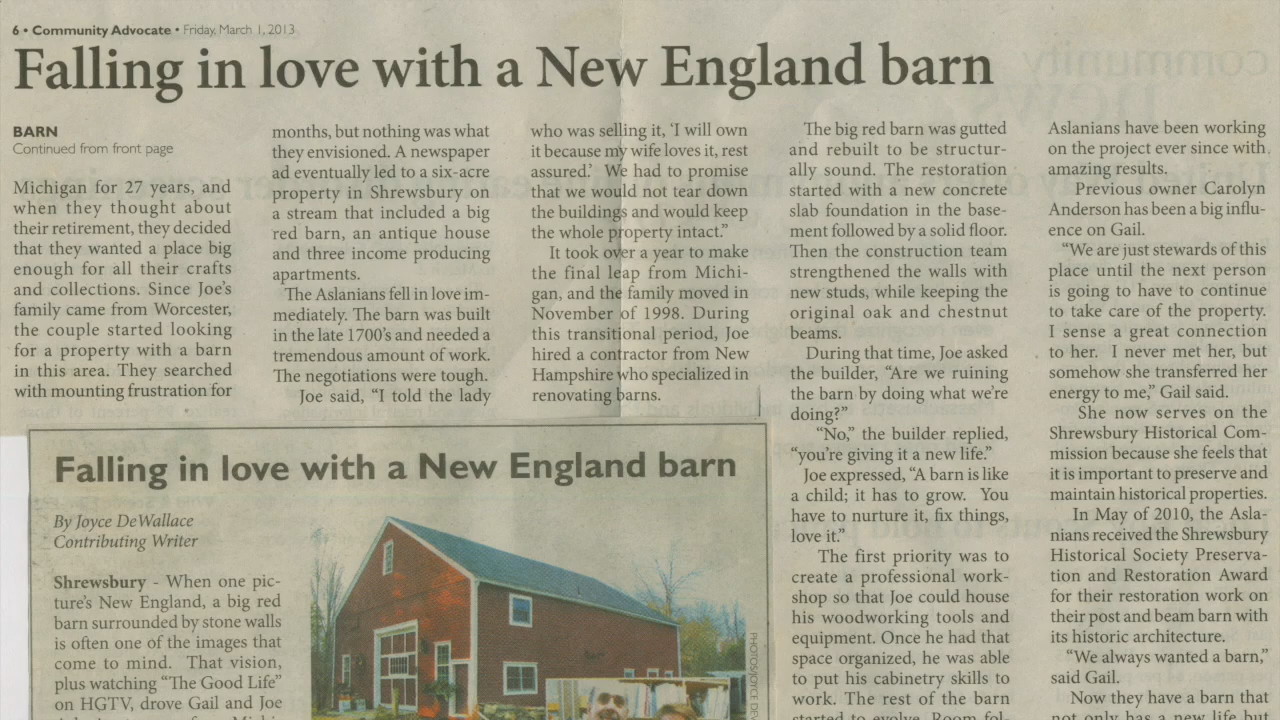 6 • Community Advocate • Friday, March 1, 2013
Falling in love with a New England barn
BARN
Continued from front page
Michigan for 27 years, and
when they thought about
their retirement, they decided
that they wanted a place big
enough for all their crafts
and collections. Since Joe's
family came from Worcester,
the couple started looking
for a property with a barn
in this area. They searched
with mounting frustration for
months, but nothing was what
they envisioned. A newspaper
ad eventually led to a six-acre
property in Shrewsbury on
a stream that included a big
red barn, an antique house
and three income producing
apartments.
The Aslanians fell in love im-
mediately. The barn was built
in the late 1700's and needed a
tremendous amount of work.
The negotiations were tough.
Joe said, “I told the lady
who was selling it, ‘I will own
it because my wife loves it, rest
assured.’ We had to promise
that we would not tear down
the buildings and would keep
the whole property intact.”
It took over a year to make
the final leap from Michi-
gan, and the family moved in
November of 1998. During
this transitional period, Joe
hired a contractor from New
Hampshire who specialized in
renovating barns.
The big red barn was gutted
and rebuilt to be structur-
ally sound. The restoration
started with a new concrete
slab foundation in the base-
ment followed by a solid floor.
Then the construction team
strengthened the walls with
new studs, while keeping the
original oak and chestnut
beams.
During that time, Joe asked
the builder, “Are we ruining
the barn by doing what we're
doing?”
“No,” the builder replied,
“you're giving it a new life.”
Joe expressed, “A barn is like
a child; it has to grow. You
have to nurture it, fix things,
love it.”
The first priority was to
create a professional work-
shop so that Joe could house
his woodworking tools and
equipment. Once he had that
space organized, he was able
to put his cabinetry skills to
work. The rest of the barn
started to evolve. Room fol-
Aslanians have been working
on the project ever since with
amazing results.
Previous owner Carolyn
Anderson has been a big influ-
ence on Gail.
“We are just stewards of this
place until the next person
is going to have to continue
to take care of the property.
I sense a great connection
to her. I never met her, but
somehow she transferred her
energy to me,” Gail said.
She now serves on the
Shrewsbury Historical Com-
mission because she feels that
it is important to preserve and
maintain historical properties.
In May of 2010, the Asla-
nians received the Shrewsbury
Historical Society Preserva-
tion and Restoration Award
for their restoration work on
their post and beam barn with
its historic architecture.
“We always wanted a barn,”
said Gail.
Now they have a barn that
not only has a new life but
Falling in love with a New England barn
By Joyce DeWallace
Contributing Writer
Shrewsbury - When one pic-
ture's New England, a big red
barn surrounded by stone walls
is often one of the images that
come to mind. That vision,
plus watching “The Good Life”
on HGTV, drove Gail and Joe
PHOTOS/JOYCE